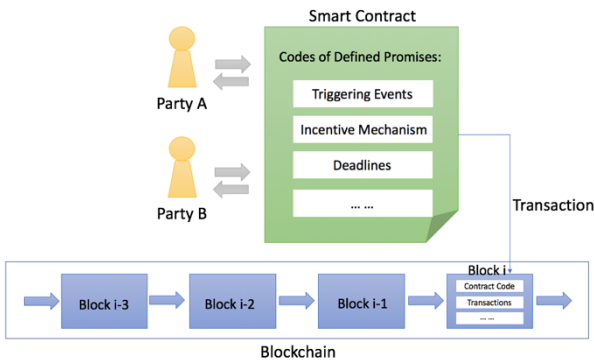 Smart Contract
Codes of Defined Promises:
Party A
Triggering Events
Incentive Mechanism
Deadlines
... ...
Party B
Transaction
Block i-3
Block i-2
Block i-1
Block i
Contract Code
Transactions
... ...
Blockchain